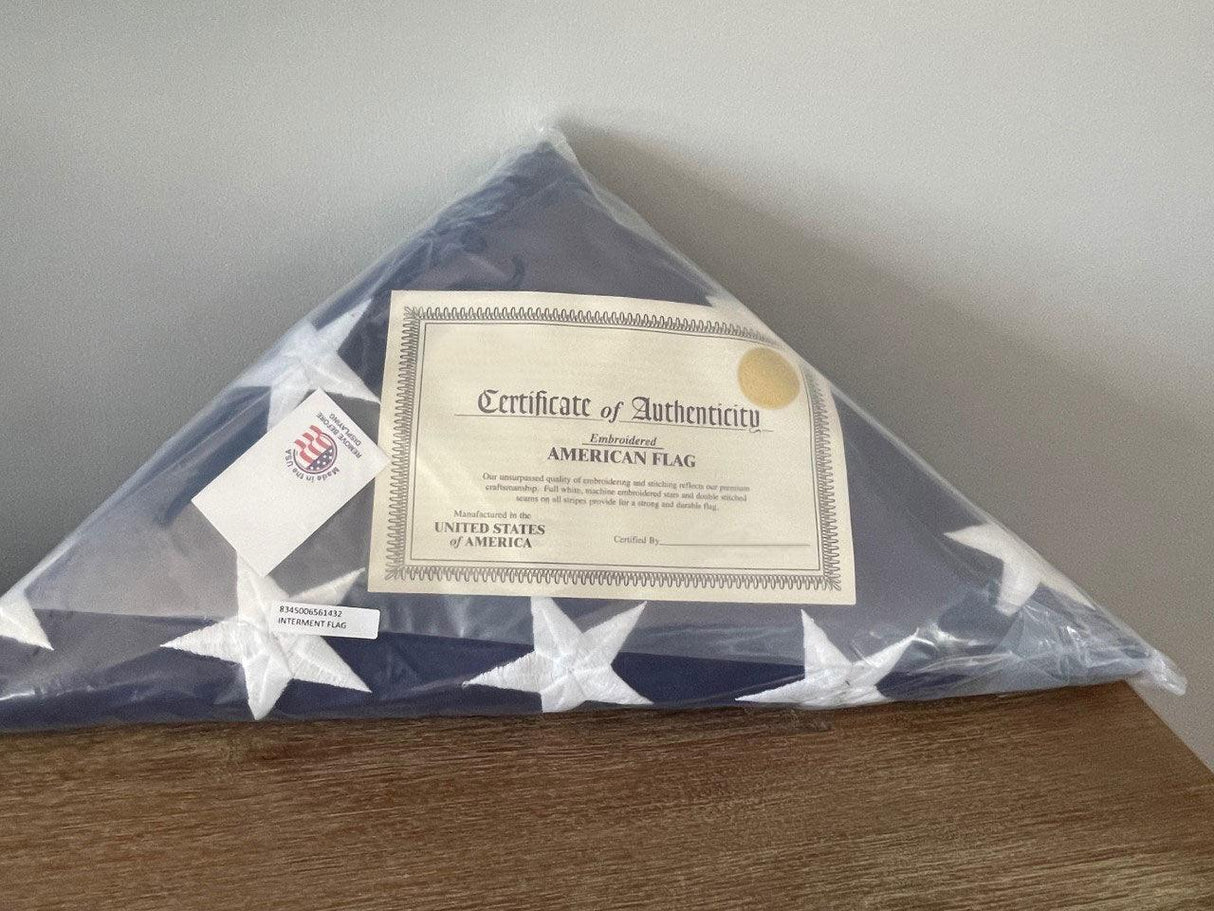 Certificate of Authenticity
Embroidered
AMERICAN FLAG
Our unsurpassed quality of embroidering and stitching reflects our premium
craftsmanship. Full white, machine embroidered stars and double stitched
seams on all stripes provide for a strong and durable flag.
Manufactured in the
UNITED STATES
of AMERICA
Certified By
REMOVE BEFORE
DISPLAYING
Made in the USA
8345006561432
INTERMENT FLAG